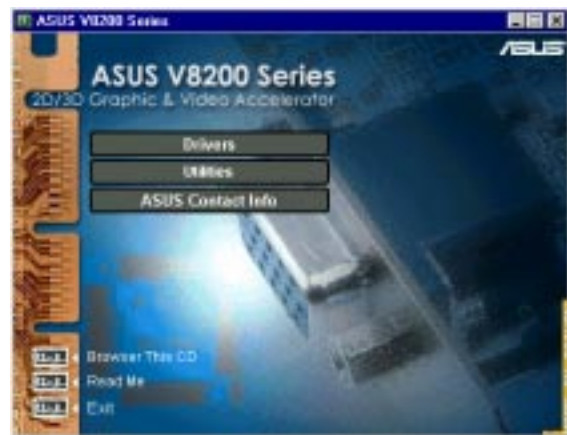 ASUS V8200 Series
ASUS
ASUS V8200 Series
2D/3D Graphic & Video Accelerator
Drivers
Utilities
ASUS Contact Info
Browser This CD
Read Me
Exit